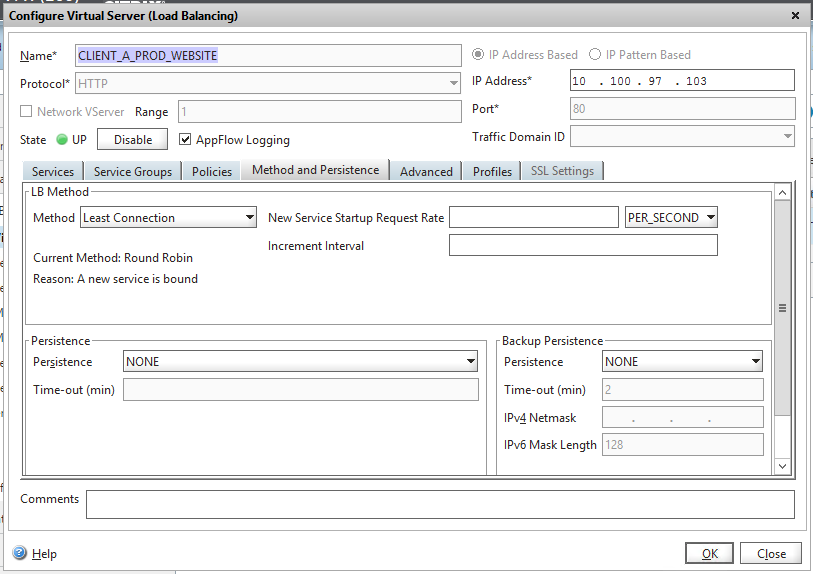 Configure Virtual Server (Load Balancing)
Name* CLIENT_A_PROD_WEBSITE IP Address Based IP Pattern Based
Protocol* HTTP IP Address* 10 . 100 . 97 . 103
Network VServer Range 1 Port* 80
State UP Disable AppFlow Logging Traffic Domain ID
Services Service Groups Policies Method and Persistence Advanced Profiles SSL Settings
LB Method
Method Least Connection New Service Startup Request Rate PER_SECOND
Increment Interval
Current Method: Round Robin
Reason: A new service is bound
Persistence Backup Persistence
Persistence NONE Persistence NONE
Time-out (min) Time-out (min) 2
IPv4 Netmask . . .
IPv6 Mask Length 128
Comments
Help OK Close